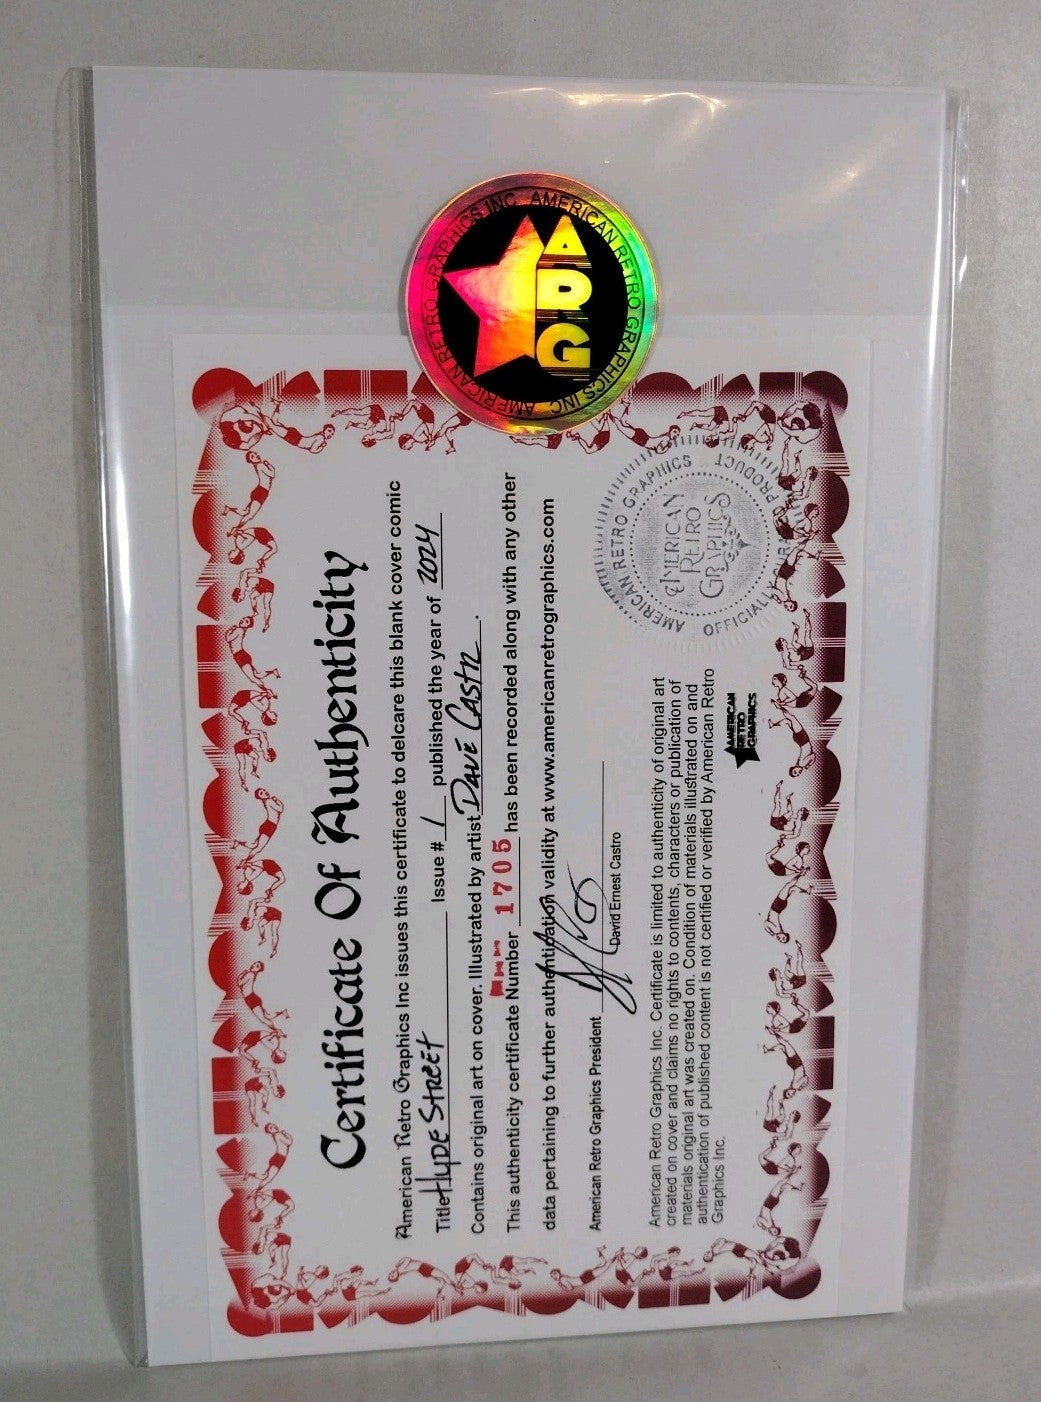 AMERICAN RETRO GRAPHICS INC. AMERICAN RETRO GRAPHICS INC.
ARG
Certificate Of Authenticity
American Retro Graphics Inc issues this certificate to delcare this blank cover comic
Title HYDE STREET Issue # 1 published the year of 2024
Contains original art on cover. Illustrated by artist DAVE CASTR.
This authenticity certificate Number 1705 has been recorded along with any other
data pertaining to further authentication validity at www.americanretrographics.com
American Retro Graphics President
David Ernest Castro
AMERICAN RETRO GRAPHICS
OFFICIALLY PRODUCT
AMERICAN
RETRO
GRAPHICS
American Retro Graphics Inc. Certificate is limited to authenticity of original art
created on cover and claims no rights to contents, characters or publication of
materials original art was created on. Condition of materials illustrated on and
authentication of published content is not certified or verified by American Retro
Graphics Inc.
AMERICAN
RETRO
GRAPHICS